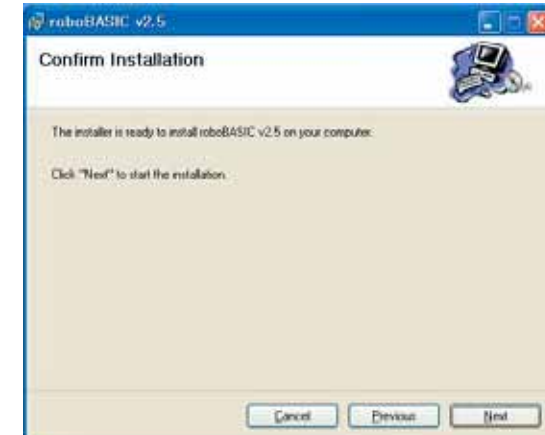 roboBASIC v2.5
Confirm Installation
The installer is ready to install roboBASIC v2.5 on your computer.
Click "Next" to start the installation.
Cancel
Previous
Next